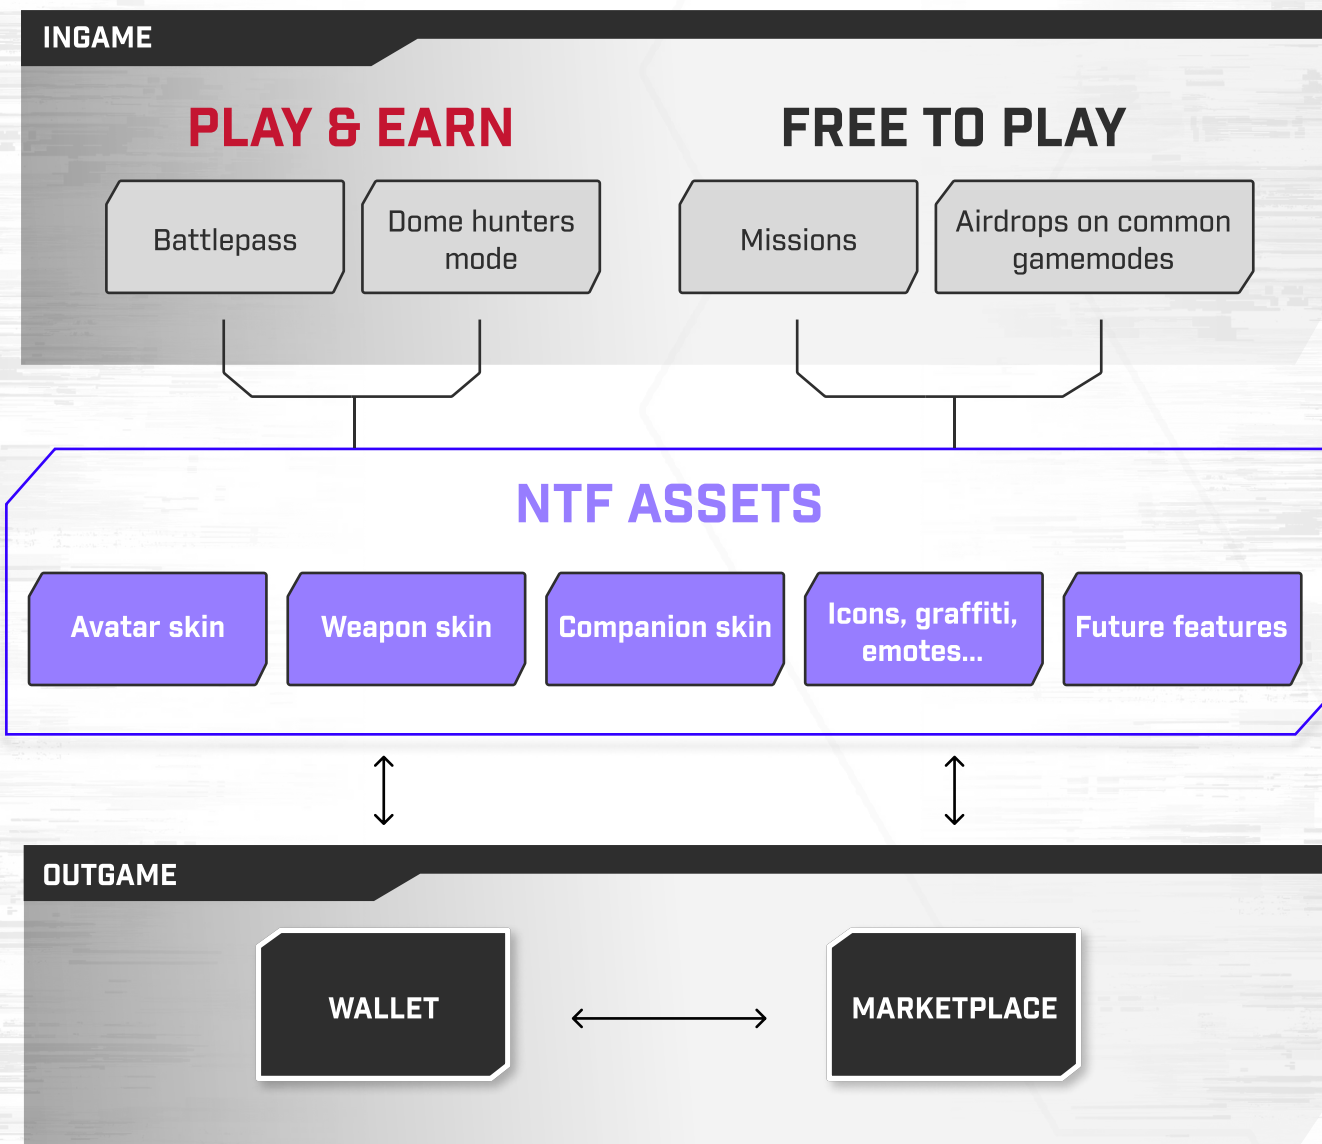 INGAME
PLAY & EARN
FREE TO PLAY
Battlepass
Dome hunters
mode
Missions
Airdrops on common
gamemodes
NTF ASSETS
Avatar skin
Weapon skin
Companion skin
Icons, graffiti,
emotes...
Future features
OUTGAME
WALLET
MARKETPLACE